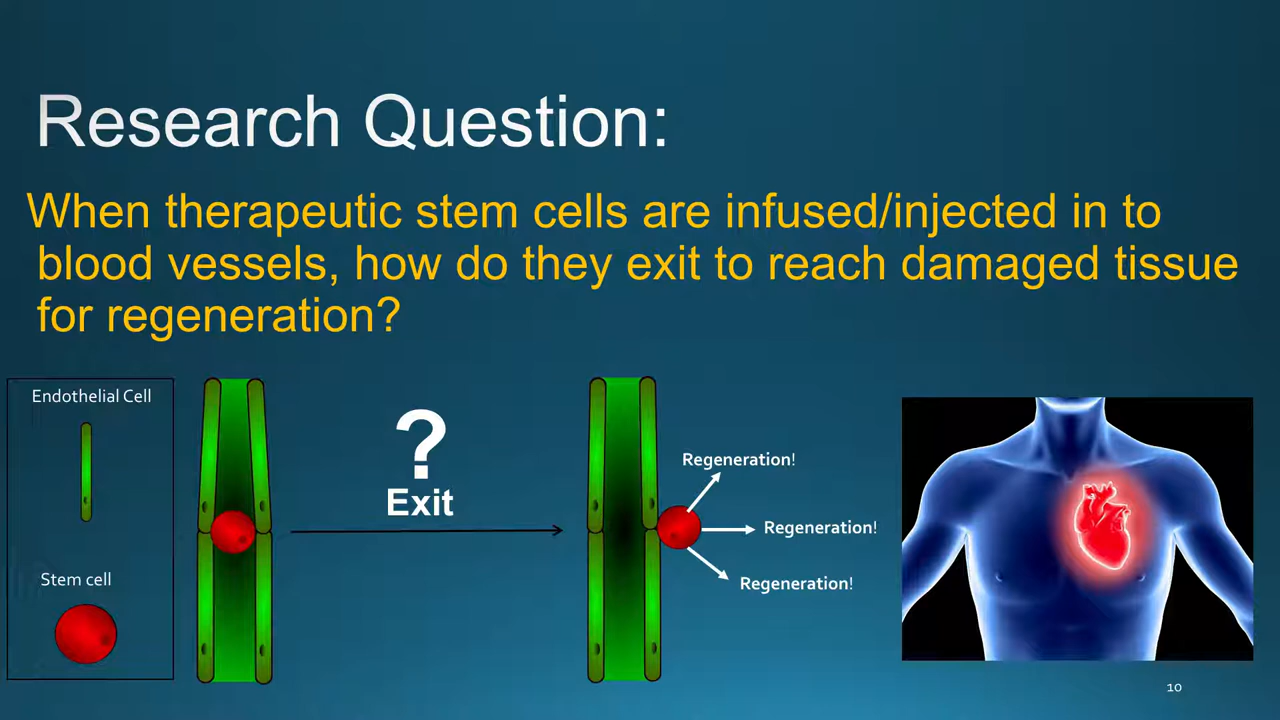 Research Question:
When therapeutic stem cells are infused/injected in to
blood vessels, how do they exit to reach damaged tissue
for regeneration?
Endothelial Cell
Stem cell
?
Exit
Regeneration!
Regeneration!
Regeneration!
10